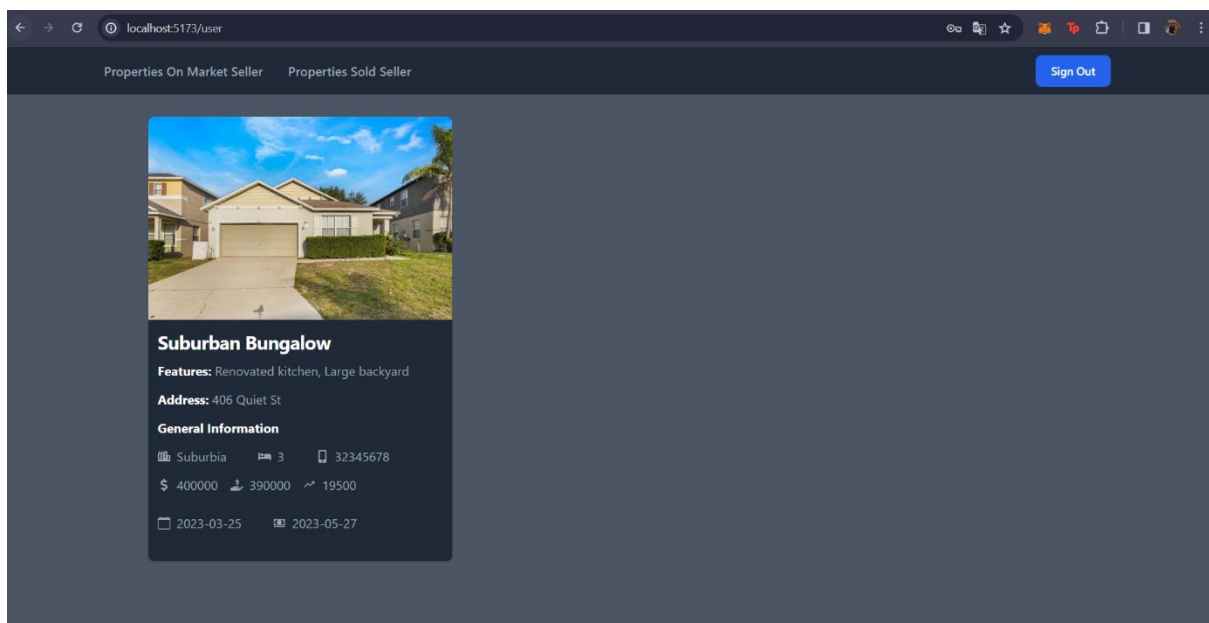 localhost:5173/user
Properties On Market Seller Properties Sold Seller Sign Out
Suburban Bungalow
Features: Renovated kitchen, Large backyard
Address: 406 Quiet St
General Information
Suburbia 3 32345678
$ 400000 390000 19500
2023-03-25 2023-05-27